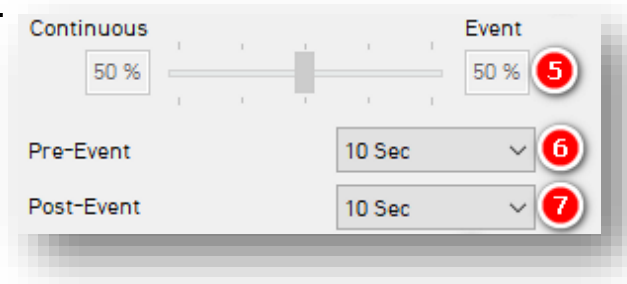 Continuous Event
50 % 50 % 5
Pre-Event 10 Sec 6
Post-Event 10 Sec 7